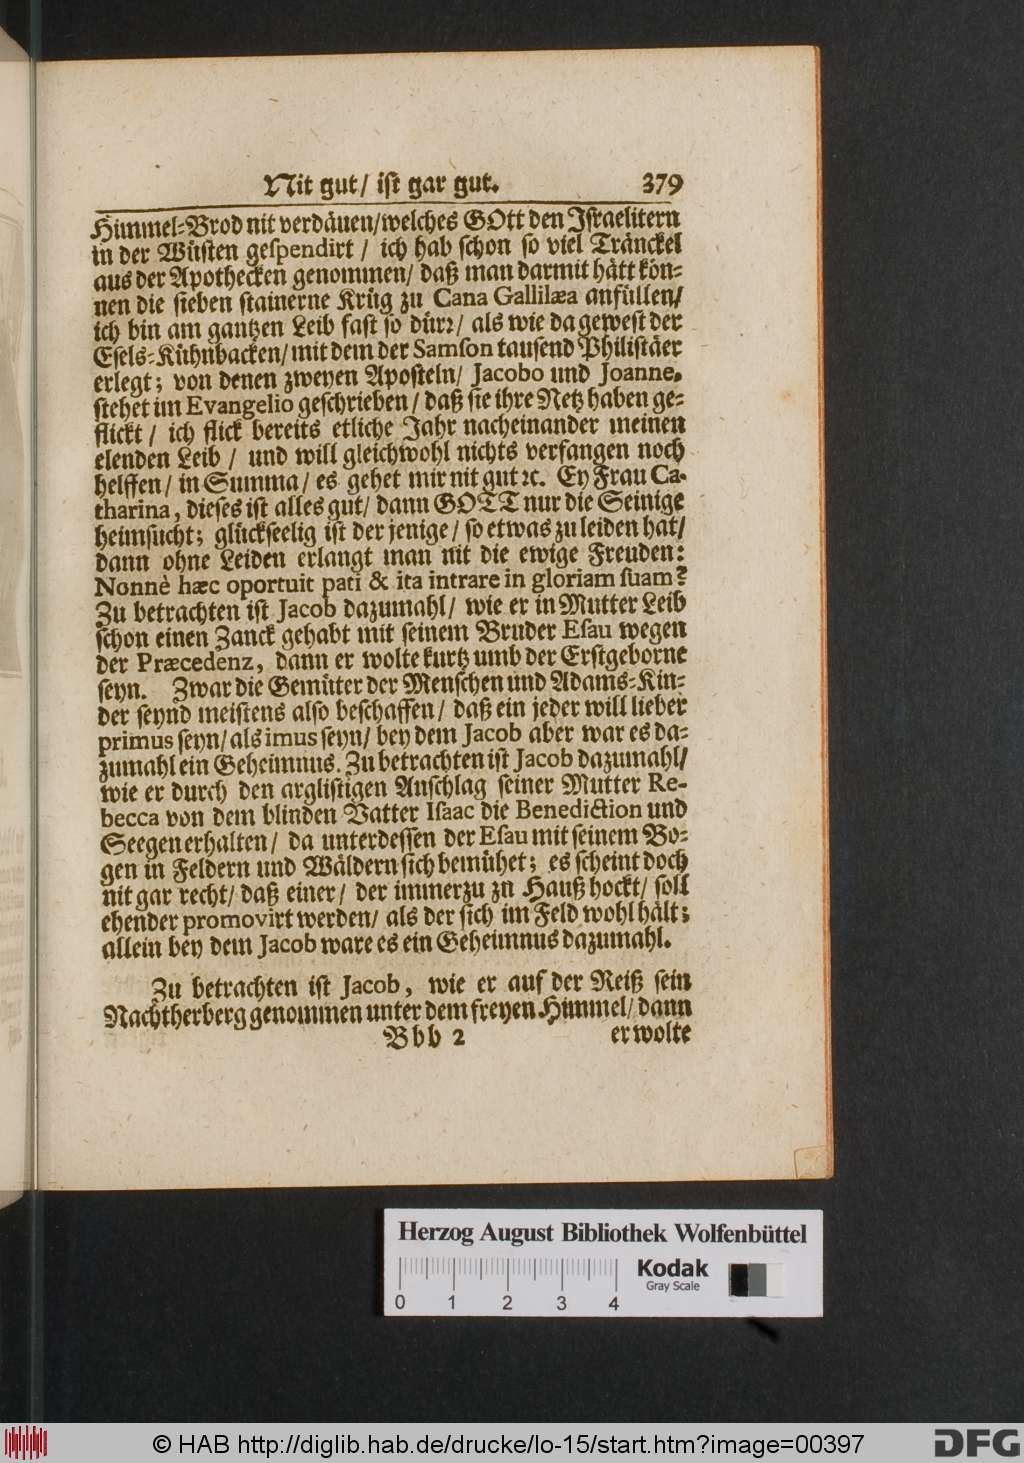 Nit gut/ ist gar gut. 379
Himmel-Brod nit verdäuen/welches GOtt den Israelitern
in der Wüsten gespendirt / ich hab schon so viel Tränckel
aus der Apothecken genommen/ daß man darmit hätt kön-
nen die sieben stainerne Krüg zu Cana Gallilæa anfüllen/
ich bin am gantzen Leib fast so dürr/ als wie da gewest der
Esels-Kühnbacken/ mit dem der Samson tausend Philistäer
erlegt; von denen zweyen Aposteln/ Jacobo und Joanne.
stehet im Evangelio geschrieben/ daß sie ihre Netz haben ge-
flickt / ich flick bereits etliche Jahr nacheinander meinen
elenden Leib / und will gleichwohl nichts verfangen noch
helffen/ in Summa/ es gehet mir nit gut ꝛc. Ey Frau Ca-
tharina, dieses ist alles gut/ dann GOTT nur die Seinige
heimsucht; glückseelig ist der jenige/ so etwas zu leiden hat/
dann ohne Leiden erlangt man nit die ewige Freuden:
Nonnè hæc oportuit pati & ita intrare in gloriam suam?
Zu betrachten ist Jacob dazumahl/ wie er in Mutter Leib
schon einen Zanck gehabt mit seinem Bruder Esau wegen
der Præcedenz, dann er wolte kurtz umb der Erstgeborne
seyn. Zwar die Gemüter der Menschen und Adams-Kin-
der seynd meistens also beschaffen/ daß ein jeder will lieber
primus seyn/ als imus seyn/ bey dem Jacob aber war es da-
zumahl ein Geheimnus. Zu betrachten ist Jacob dazumahl/
wie er durch den arglistigen Anschlag seiner Mutter Re-
becca von dem blinden Vatter Isaac die Benediction und
Seegen erhalten/ da unterdessen der Esau mit seinem Bo-
gen in Feldern und Wäldern sich bemühet; es scheint doch
nit gar recht/ daß einer/ der immerzu zu Hauß hockt/ soll
ehender promovirt werden/ als der sich im Feld wohl hält;
allein bey dem Jacob ware es ein Geheimnus dazumahl.
Zu betrachten ist Jacob, wie er auf der Reiß sein
Nachtherberg genommen unter dem freyen Himmel/ dann
Bbb 2 er wolte
Herzog August Bibliothek Wolfenbüttel
0 1 2 3 4
Kodak
Gray Scale
© HAB http://diglib.hab.de/drucke/lo-15/start.htm?image=00397
DFG